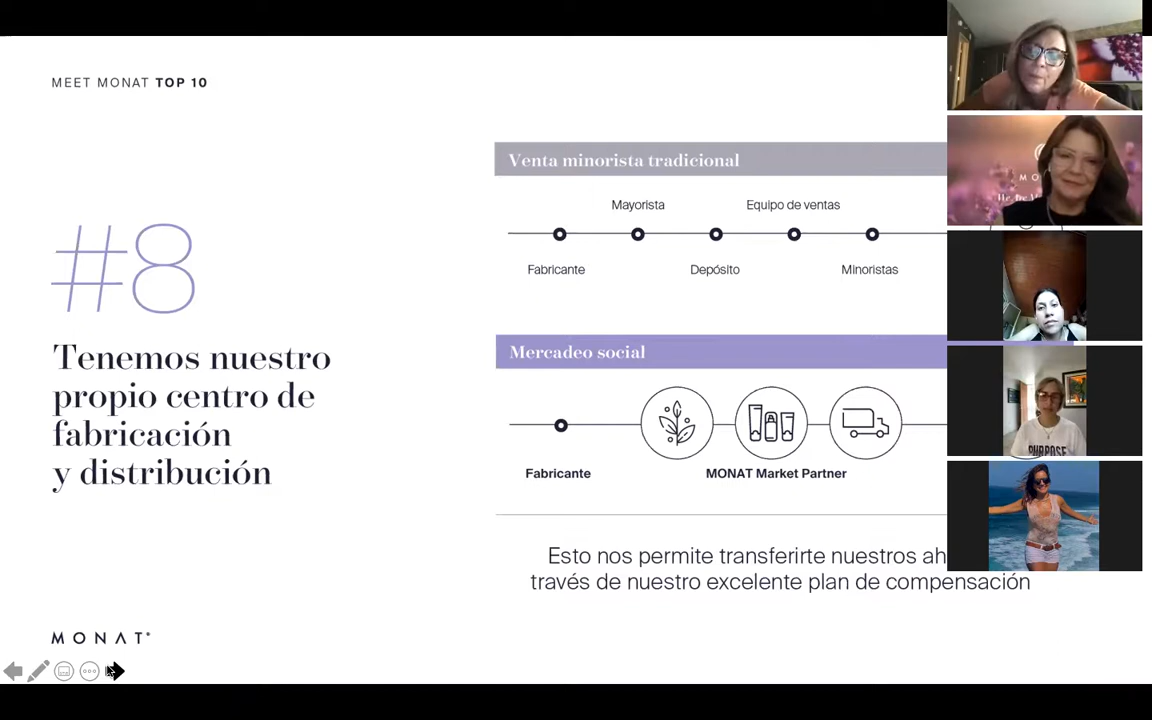 MEET MONAT TOP 10
#8
Tenemos nuestro
propio centro de
fabricación
y distribución
MONAT
Venta minorista tradicional
Mayorista
Equipo de ventas
Fabricante
Depósito
Minoristas
Mercadeo social
Fabricante
MONAT Market Partner
Esto nos permite transferirte nuestros
través de nuestro excelente plan de compensación
PURPOSE